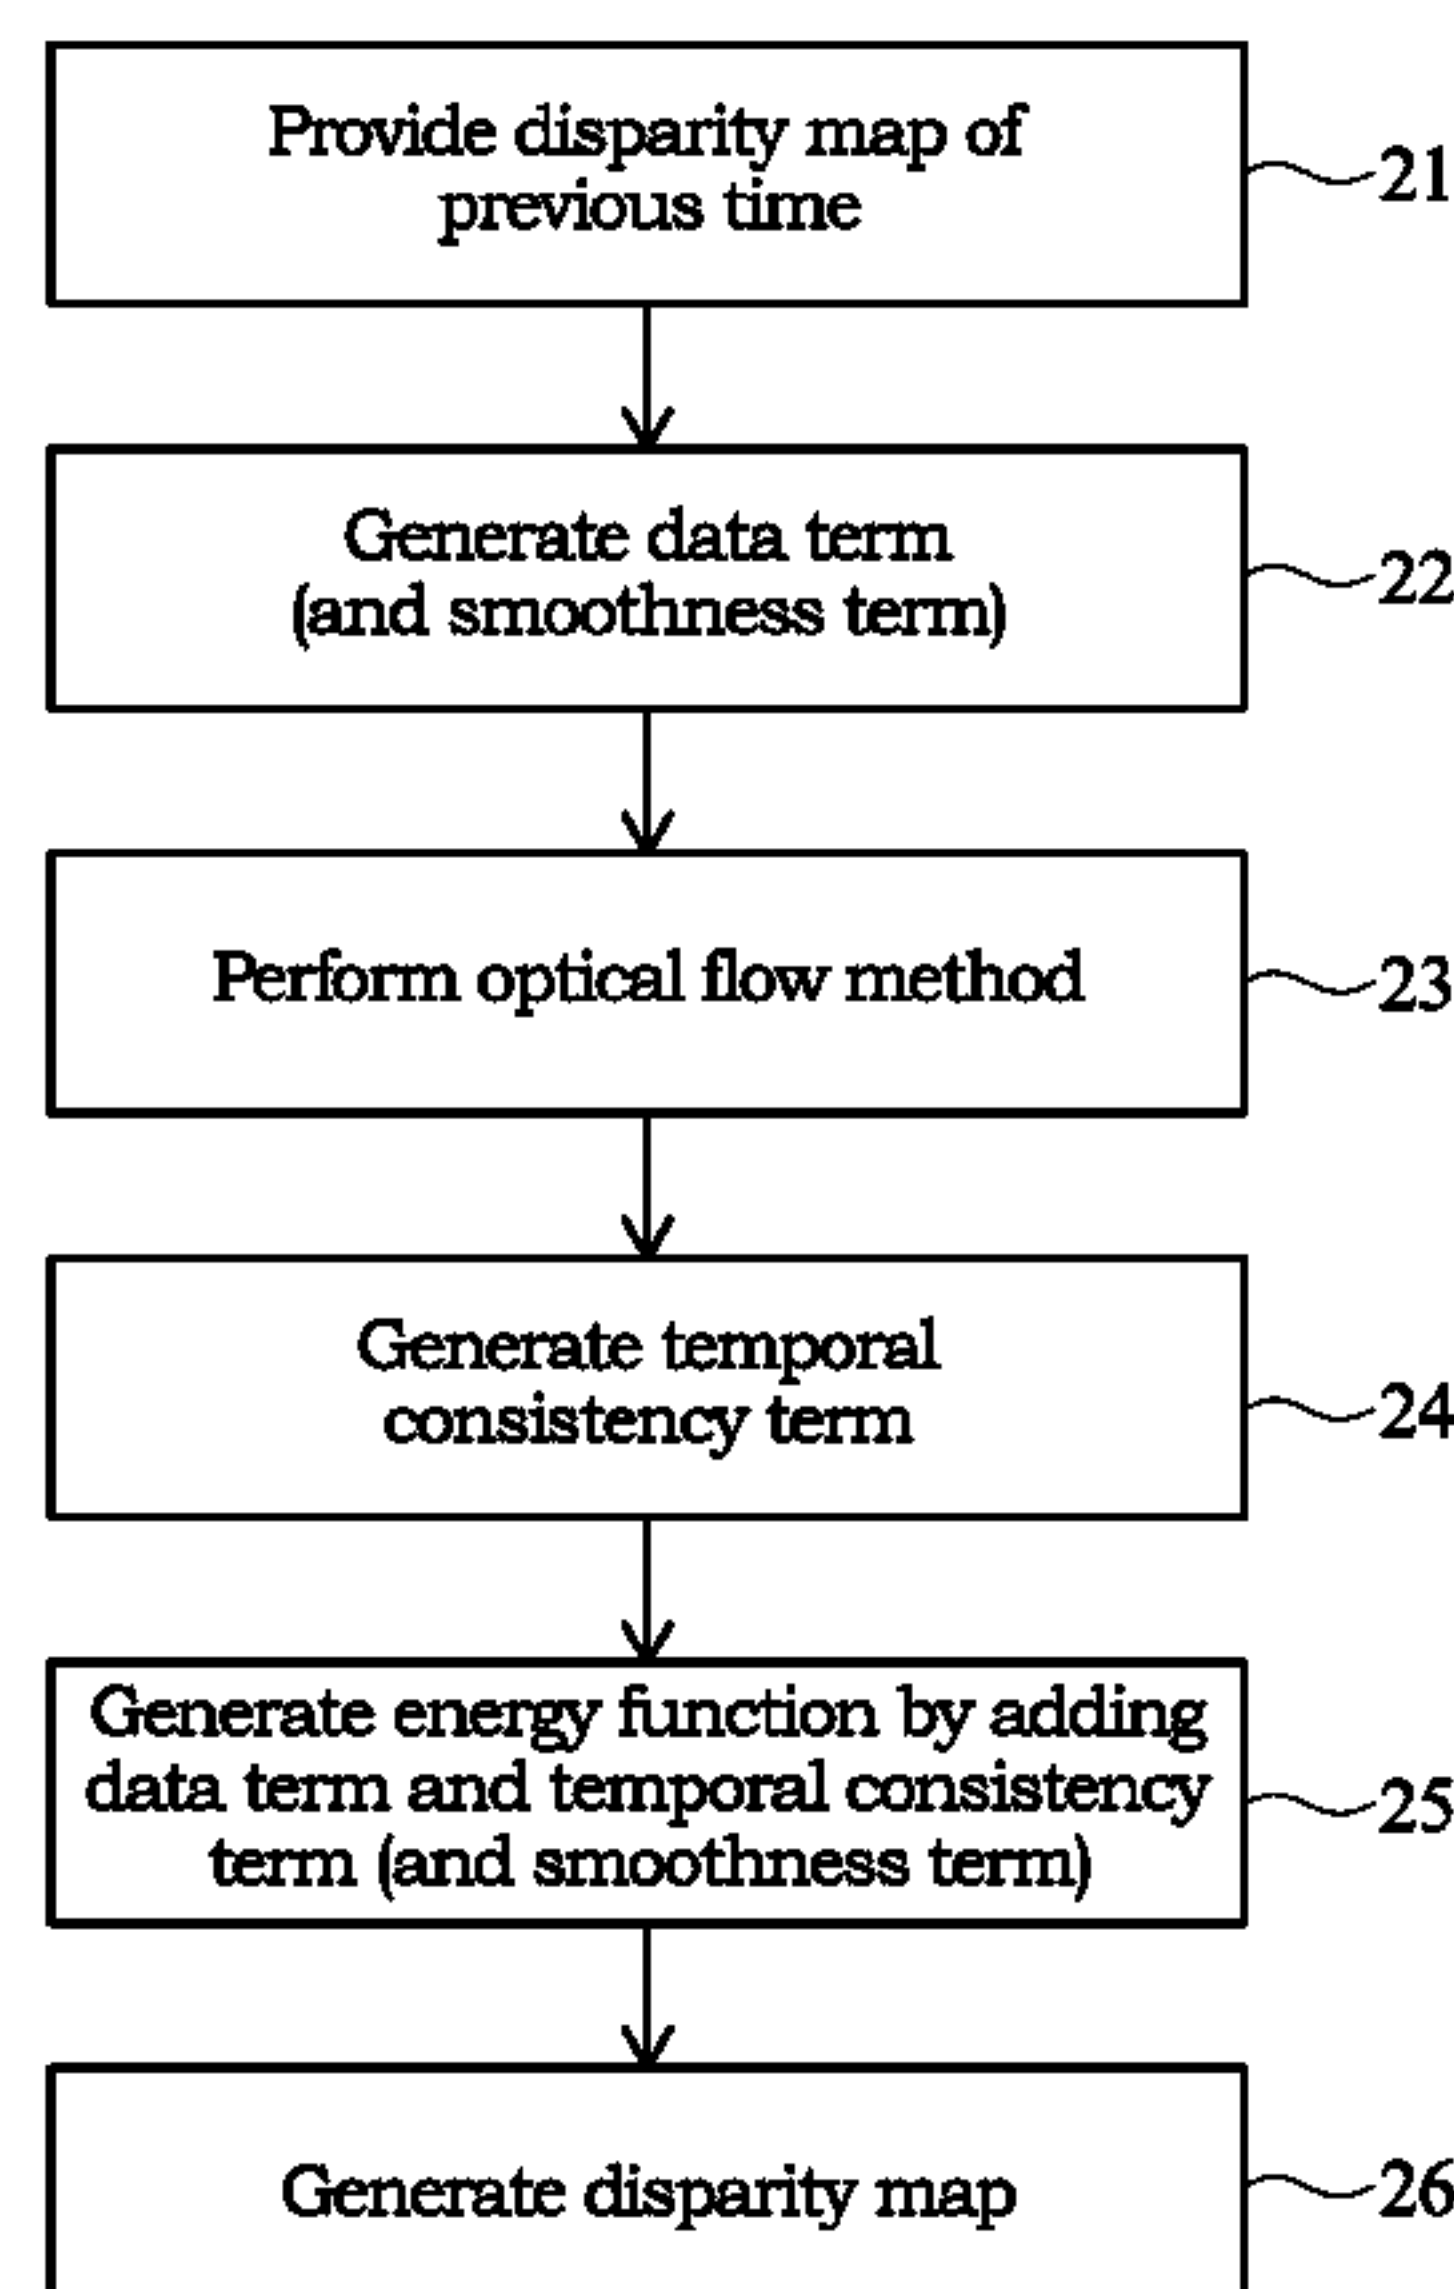 Provide disparity map of
previous time
21
Generate data term
(and smoothness term)
22
Perform optical flow method
23
Generate temporal
consistency term
24
Generate energy function by adding
data term and temporal consistency
term (and smoothness term)
25
Generate disparity map
26